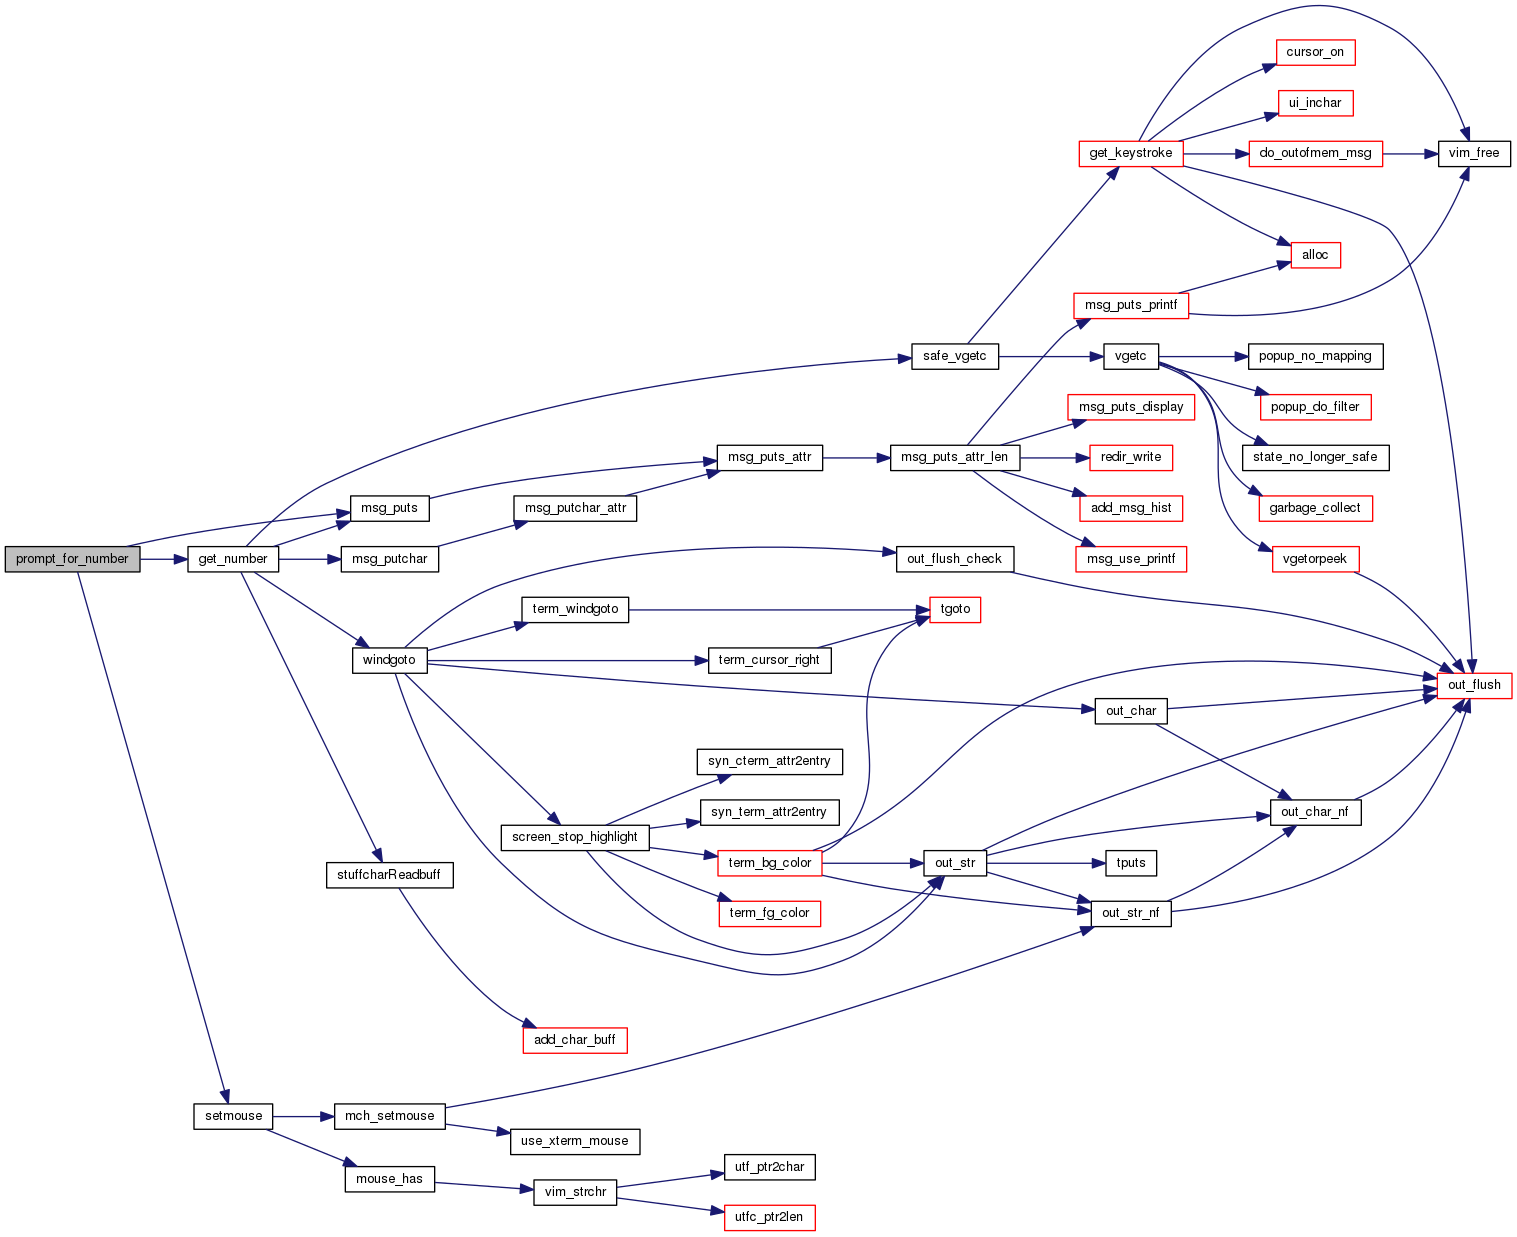 cursor_on
ui_inchar
get_keystroke
do_outofmem_msg
vim_free
alloc
msg_puts_printf
safe_vgetc
vgetc
popup_no_mapping
msg_puts_display
popup_do_filter
msg_puts_attr
msg_puts_attr_len
redir_write
state_no_longer_safe
msg_puts
msg_putchar_attr
add_msg_hist
garbage_collect
prompt_for_number
get_number
msg_putchar
out_flush_check
msg_use_printf
vgetorpeek
term_windgoto
tgoto
windgoto
term_cursor_right
out_flush
out_char
syn_cterm_attr2entry
syn_term_attr2entry
out_char_nf
screen_stop_highlight
term_bg_color
out_str
tputs
stuffcharReadbuff
term_fg_color
out_str_nf
add_char_buff
setmouse
mch_setmouse
use_xterm_mouse
utf_ptr2char
mouse_has
vim_strchr
utfc_ptr2len